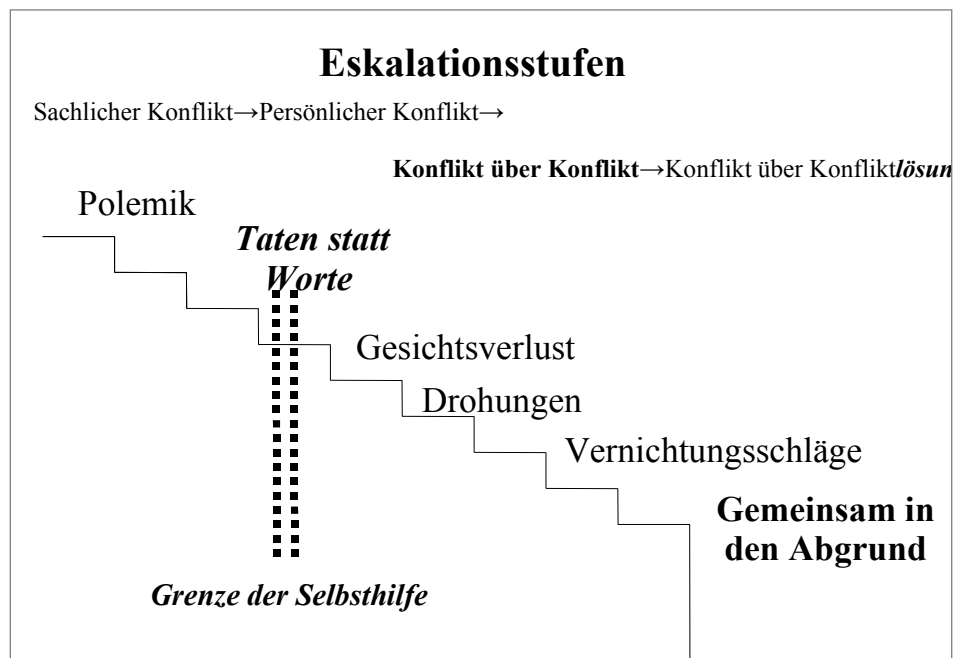 Eskalationsstufen
Sachlicher Konflikt→Persönlicher Konflikt→
Konflikt über Konflikt→Konflikt über Konfliktlösun
Polemik
Taten statt
Worte
Gesichtsverlust
Drohungen
Vernichtungsschläge
Gemeinsam in
den Abgrund
Grenze der Selbsthilfe